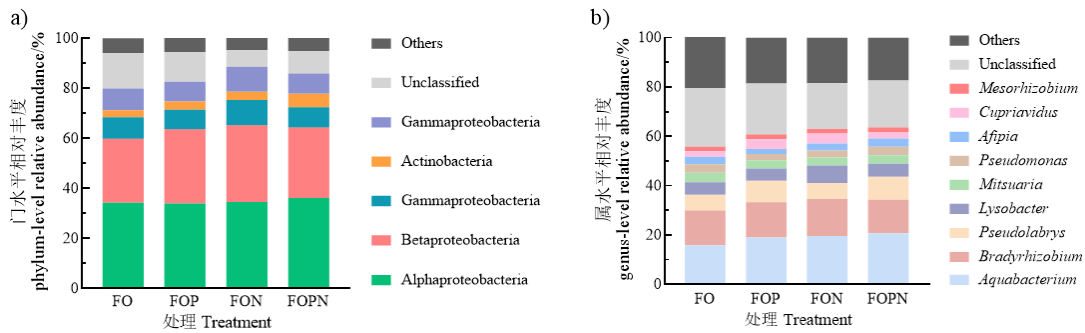 a)
门水平相对丰度
phylum-level relative abundance/%
100
80
60
40
20
0
FO FOP FON FOPN
处理 Treatment
Others
Unclassified
Gammaproteobacteria
Actinobacteria
Gammaproteobacteria
Betaproteobacteria
Alphaproteobacteria
b)
属水平相对丰度
genus-level relative abundance/%
100
80
60
40
20
0
FO FOP FON FOPN
处理 Treatment
Others
Unclassified
Mesorhizobium
Cupriavidus
Afipia
Pseudomonas
Mitsuaria
Lysobacter
Pseudolabrys
Bradyrhizobium
Aquabacterium